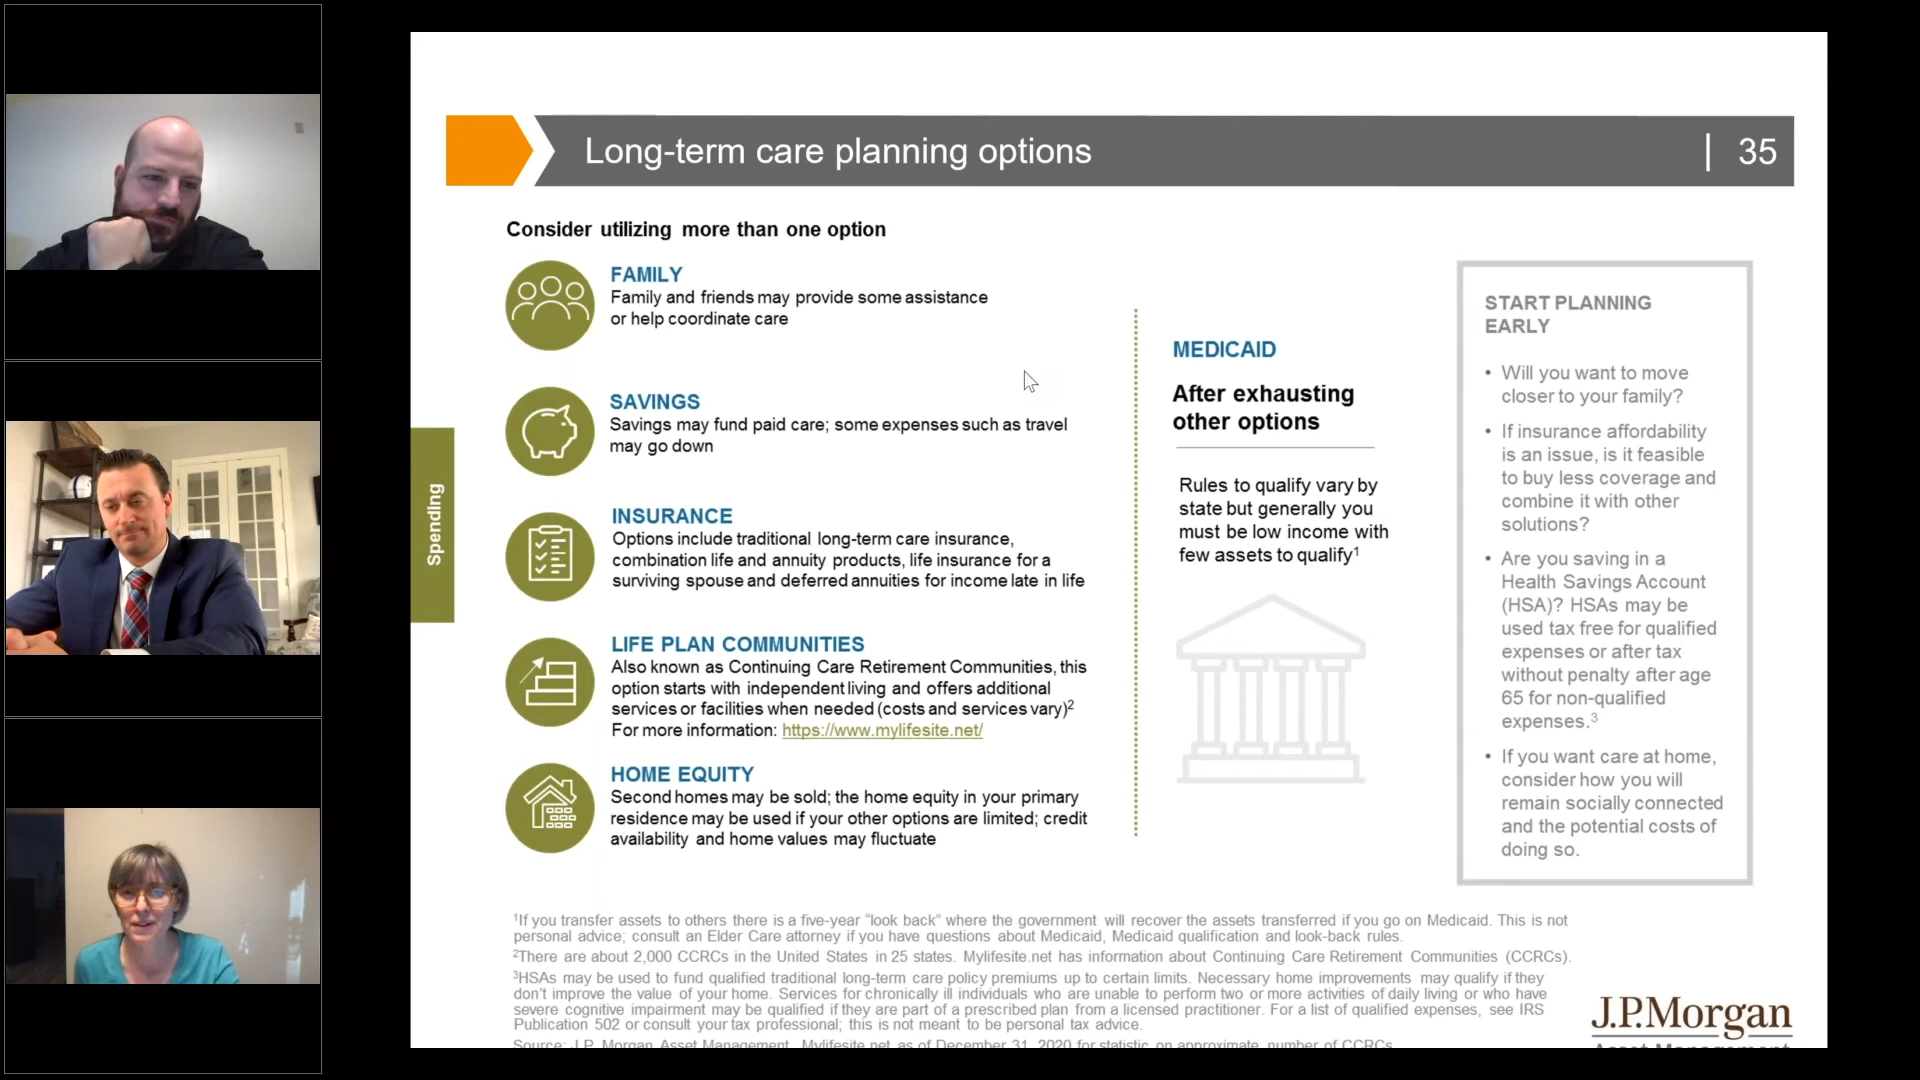 Long-term care planning options
| 35
Consider utilizing more than one option
FAMILY
Family and friends may provide some assistance
or help coordinate care
SAVINGS
Savings may fund paid care; some expenses such as travel
may go down
Spending
INSURANCE
Options include traditional long-term care insurance,
combination life and annuity products, life insurance for a
surviving spouse and deferred annuities for income late in life
LIFE PLAN COMMUNITIES
Also known as Continuing Care Retirement Communities, this
option starts with independent living and offers additional
services or facilities when needed (costs and services vary)²
For more information: https://www.mylifesite.net/
HOME EQUITY
Second homes may be sold; the home equity in your primary
residence may be used if your other options are limited; credit
availability and home values may fluctuate
MEDICAID
After exhausting
other options
Rules to qualify vary by
state but generally you
must be low income with
few assets to qualify¹
START PLANNING
EARLY
• Will you want to move
closer to your family?
• If insurance affordability
is an issue, is it feasible
to buy less coverage and
combine it with other
solutions?
• Are you saving in a
Health Savings Account
(HSA)? HSAs may be
used tax free for qualified
expenses or after tax
without penalty after age
65 for non-qualified
expenses.³
• If you want care at home,
consider how you will
remain socially connected
and the potential costs of
doing so.
¹If you transfer assets to others there is a five-year “look back” where the government will recover the assets transferred if you go on Medicaid. This is not
personal advice; consult an Elder Care attorney if you have questions about Medicaid, Medicaid qualification and look-back rules.
²There are about 2,000 CCRCs in the United States in 25 states. Mylifesite.net has information about Continuing Care Retirement Communities (CCRCs).
³HSAs may be used to fund qualified traditional long-term care policy premiums up to certain limits. Necessary home improvements may qualify if they
don’t improve the value of your home. Services for chronically ill individuals who are unable to perform two or more activities of daily living or who have
severe cognitive impairment may be qualified if they are part of a prescribed plan from a licensed practitioner. For a list of qualified expenses, see IRS
Publication 502 or consult your tax professional; this is not meant to be personal tax advice.
Source: J.P. Morgan Asset Management, Mylifesite.net as of December 31, 2020 for statistic on approximate number of CCRCs
J.P.Morgan
Asset Management